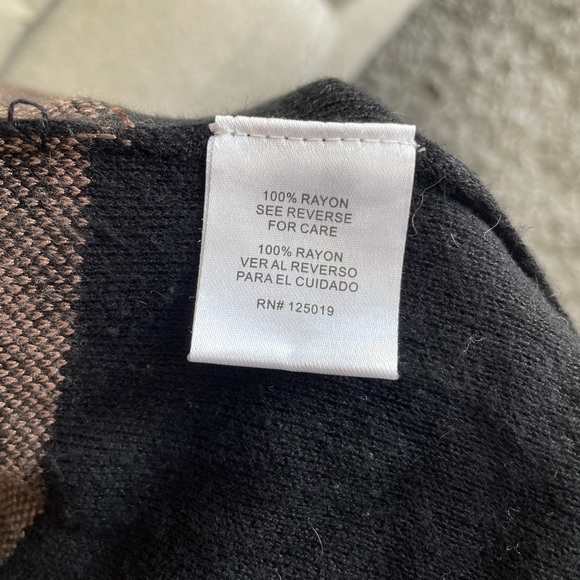 100% RAYON
SEE REVERSE
FOR CARE
100% RAYON
VER AL REVERSO
PARA EL CUIDADO
RN# 125019